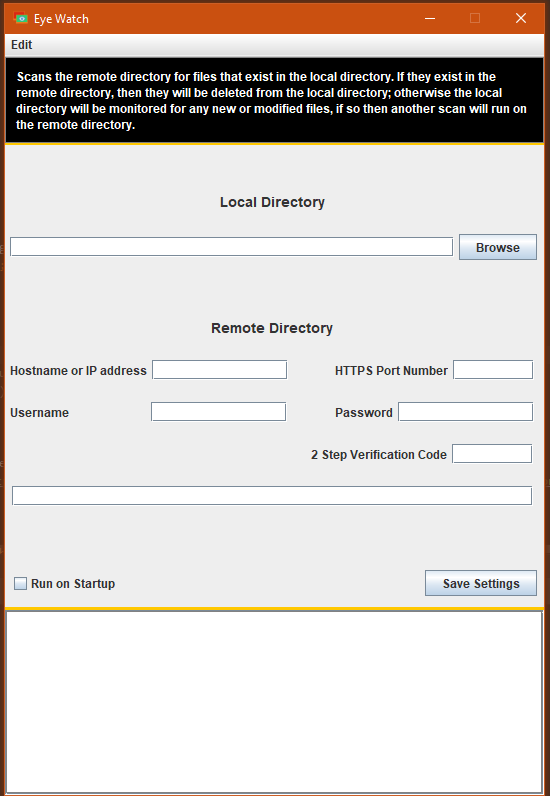 Eye Watch
Edit
Scans the remote directory for files that exist in the local directory. If they exist in the
remote directory, then they will be deleted from the local directory; otherwise the local
directory will be monitored for any new or modified files, if so then another scan will run on
the remote directory.
Local Directory
Browse
Remote Directory
Hostname or IP address HTTPS Port Number
Username Password
2 Step Verification Code
Run on Startup Save Settings